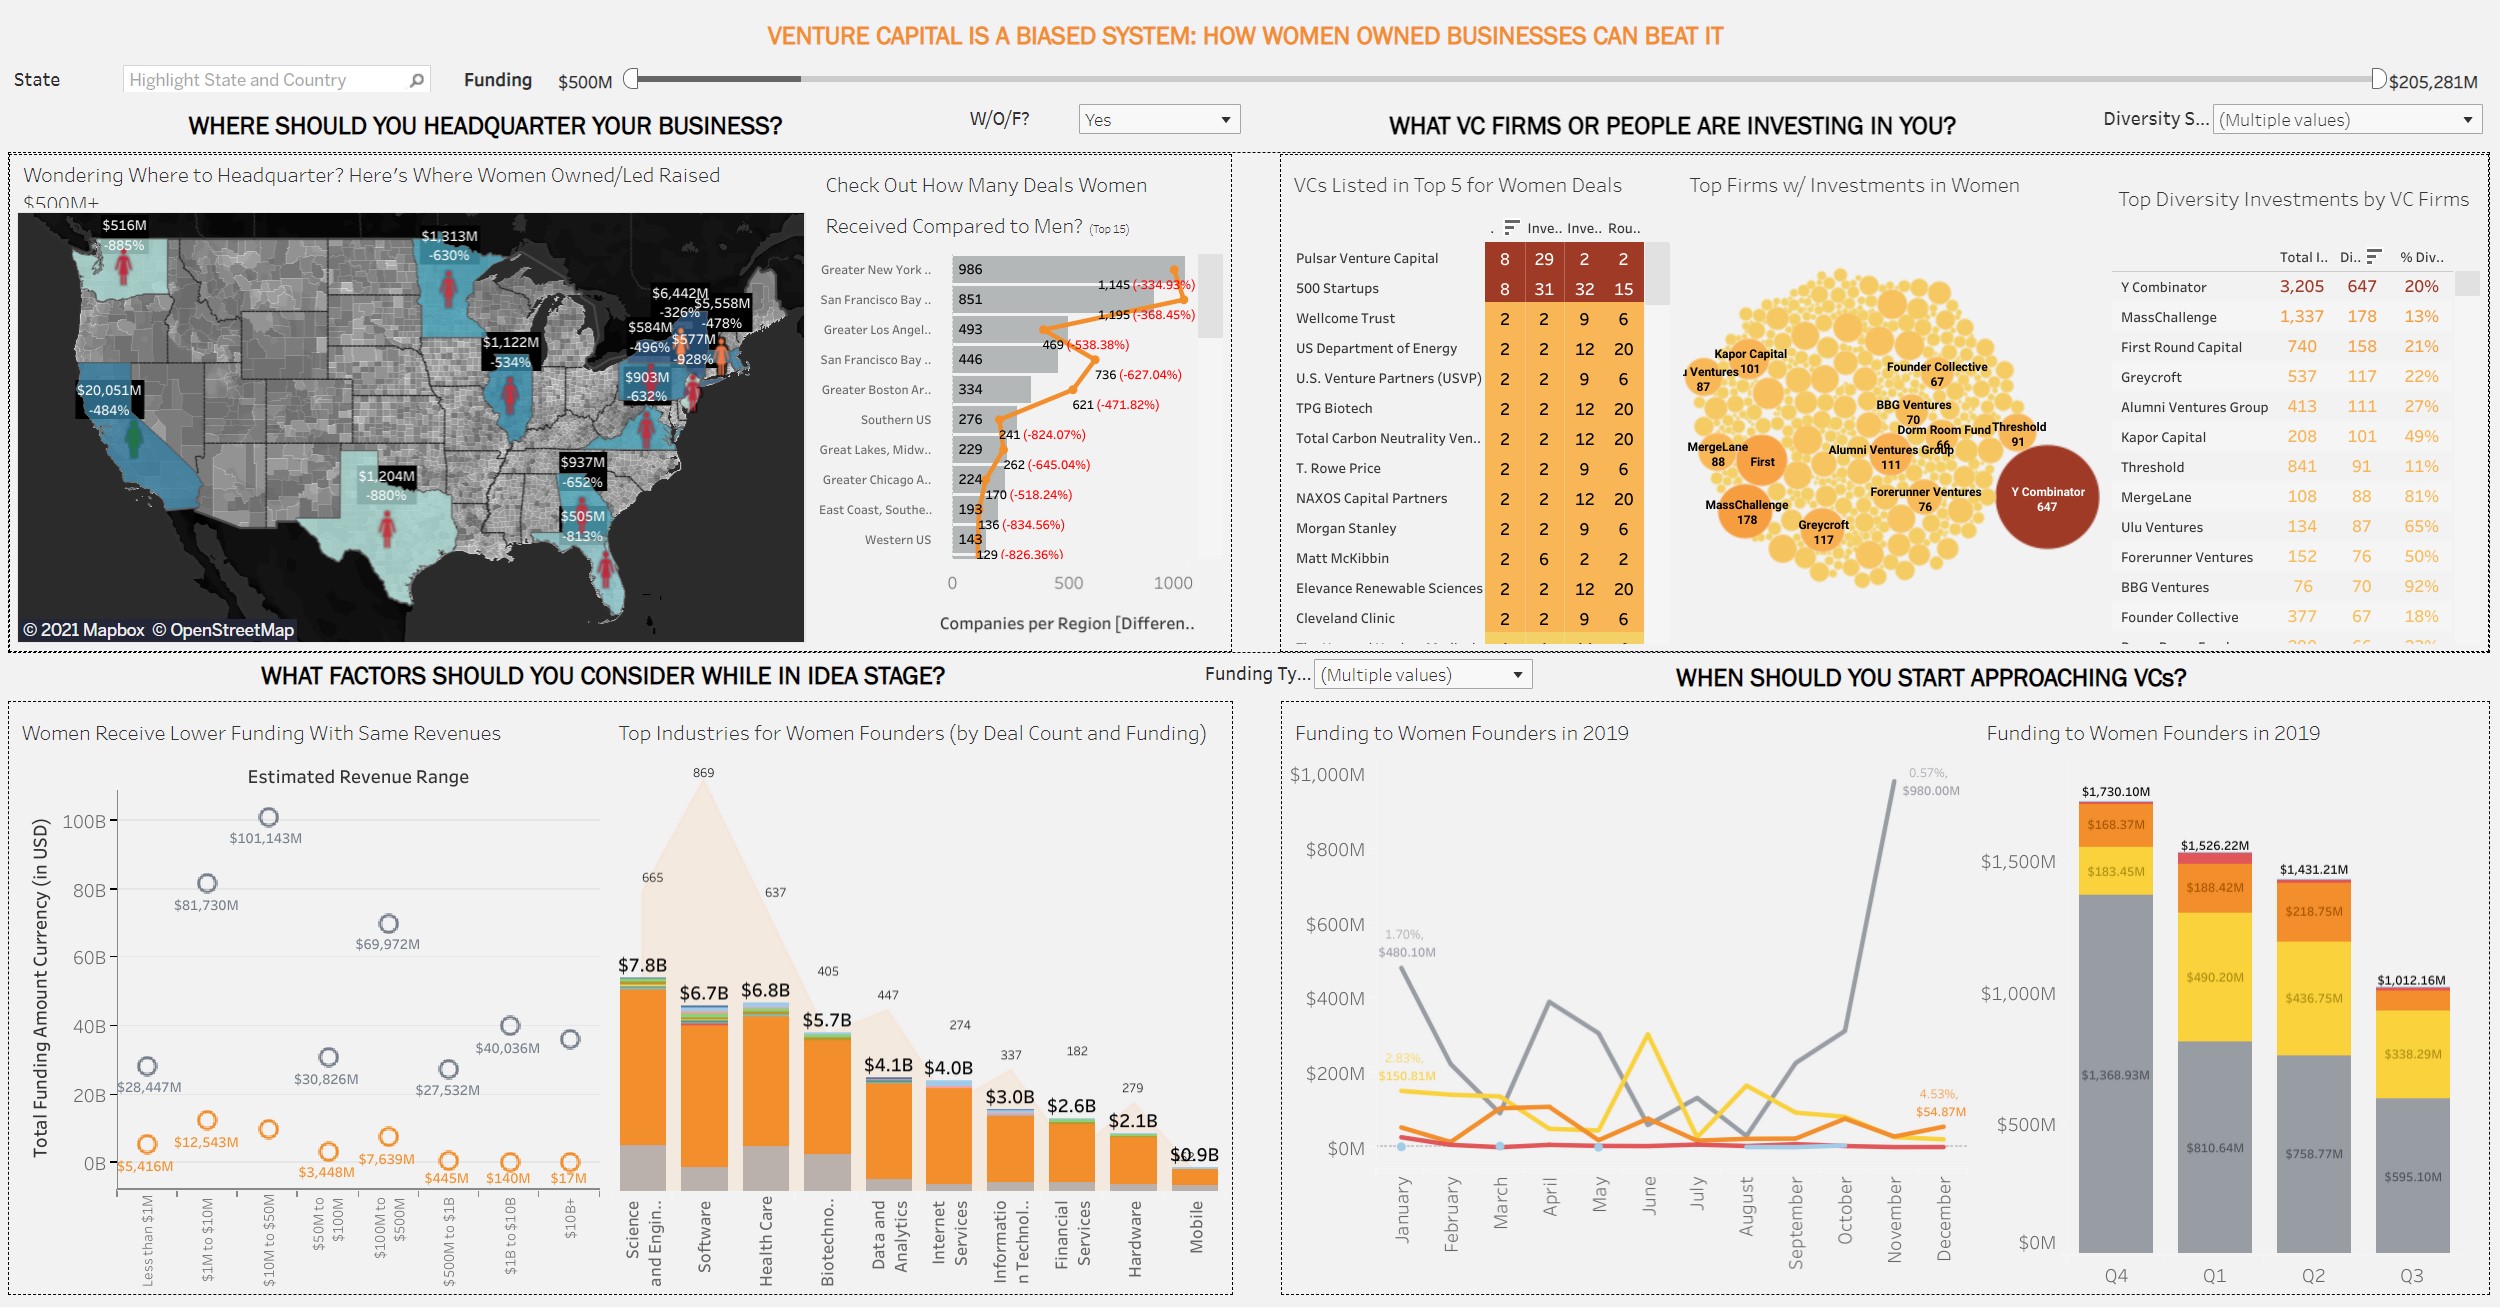 VENTURE CAPITAL IS A BIASED SYSTEM: HOW WOMEN OWNED BUSINESSES CAN BEAT IT
State
Highlight State and Country
Funding
$500M
$205,281M
WHERE SHOULD YOU HEADQUARTER YOUR BUSINESS?
W/O/F?
Yes
WHAT VC FIRMS OR PEOPLE ARE INVESTING IN YOU?
Diversity S...
(Multiple values)
Wondering Where to Headquarter? Here's Where Women Owned/Led Raised
$500M+
$516M
-885%
$1,313M
-630%
$6,442M
-326%
$5,558M
-478%
$584M
-496%
$577M
-928%
$1,122M
-534%
$903M
-632%
$20,051M
-484%
$1,204M
-880%
$937M
-652%
$505M
-813%
© 2021 Mapbox © OpenStreetMap
Check Out How Many Deals Women
Received Compared to Men? (Top 15)
Greater New York .. 986 1,145 (-334.93%)
San Francisco Bay .. 851 1,195 (-368.45%)
Greater Los Angel.. 493 469 (-538.38%)
San Francisco Bay .. 446 736 (-627.04%)
Greater Boston Ar.. 334 621 (-471.82%)
Southern US 276 241 (-824.07%)
Great Lakes, Midw.. 229 262 (-645.04%)
Greater Chicago A.. 224 170 (-518.24%)
East Coast, Southe.. 193 136 (-834.56%)
Western US 143 129 (-826.36%)
0 500 1000
Companies per Region [Differen..
VCs Listed in Top 5 for Women Deals
. Inve.. Inve.. Rou..
Pulsar Venture Capital 8 29 2 2
500 Startups 8 31 32 15
Wellcome Trust 2 2 9 6
US Department of Energy 2 2 12 20
U.S. Venture Partners (USVP) 2 2 9 6
TPG Biotech 2 2 12 20
Total Carbon Neutrality Ven.. 2 2 12 20
T. Rowe Price 2 2 9 6
NAXOS Capital Partners 2 2 12 20
Morgan Stanley 2 2 9 6
Matt McKibbin 2 6 2 2
Elevance Renewable Sciences 2 2 12 20
Cleveland Clinic 2 2 9 6
Top Firms w/ Investments in Women
Kapor Capital
101
Ventures
87
Founder Collective
67
BBG Ventures
70
Dorm Room Fund
66
Threshold
91
MergeLane
88
First
Alumni Ventures Group
111
Forerunner Ventures
76
MassChallenge
178
Greycroft
117
Y Combinator
647
Top Diversity Investments by VC Firms
Total I.. Di.. % Div..
Y Combinator 3,205 647 20%
MassChallenge 1,337 178 13%
First Round Capital 740 158 21%
Greycroft 537 117 22%
Alumni Ventures Group 413 111 27%
Kapor Capital 208 101 49%
Threshold 841 91 11%
MergeLane 108 88 81%
Ulu Ventures 134 87 65%
Forerunner Ventures 152 76 50%
BBG Ventures 76 70 92%
Founder Collective 377 67 18%
WHAT FACTORS SHOULD YOU CONSIDER WHILE IN IDEA STAGE?
Funding Ty...
(Multiple values)
WHEN SHOULD YOU START APPROACHING VCs?
Women Receive Lower Funding With Same Revenues
Estimated Revenue Range
Total Funding Amount Currency (in USD)
100B
80B
60B
40B
20B
0B
$101,143M
$81,730M
$69,972M
$40,036M
$28,447M
$30,826M
$27,532M
$5,416M
$12,543M
$3,448M
$7,639M
$445M
$140M
$17M
Less than $1M
$1M to $10M
$10M to $50M
$50M to
$100M
$100M to
$500M
$500M to $1B
$1B to $10B
$10B+
Top Industries for Women Founders (by Deal Count and Funding)
869
665
637
405
447
274
337
182
279
$7.8B
$6.7B
$6.8B
$5.7B
$4.1B
$4.0B
$3.0B
$2.6B
$2.1B
$0.9B
Science
and Engin..
Software
Health Care
Biotechno..
Data and
Analytics
Internet
Services
Informatio
n Technol..
Financial
Services
Hardware
Mobile
Funding to Women Founders in 2019
$1,000M
$800M
$600M
$400M
$200M
$0M
0.57%,
$980.00M
1.70%,
$480.10M
2.83%,
$150.81M
4.53%,
$54.87M
January
February
March
April
May
June
July
August
September
October
November
December
Funding to Women Founders in 2019
$1,500M
$1,000M
$500M
$0M
$1,730.10M
$168.37M
$183.45M
$1,368.93M
$1,526.22M
$188.42M
$490.20M
$810.64M
$1,431.21M
$218.75M
$436.75M
$758.77M
$1,012.16M
$338.29M
$595.10M
Q4 Q1 Q2 Q3